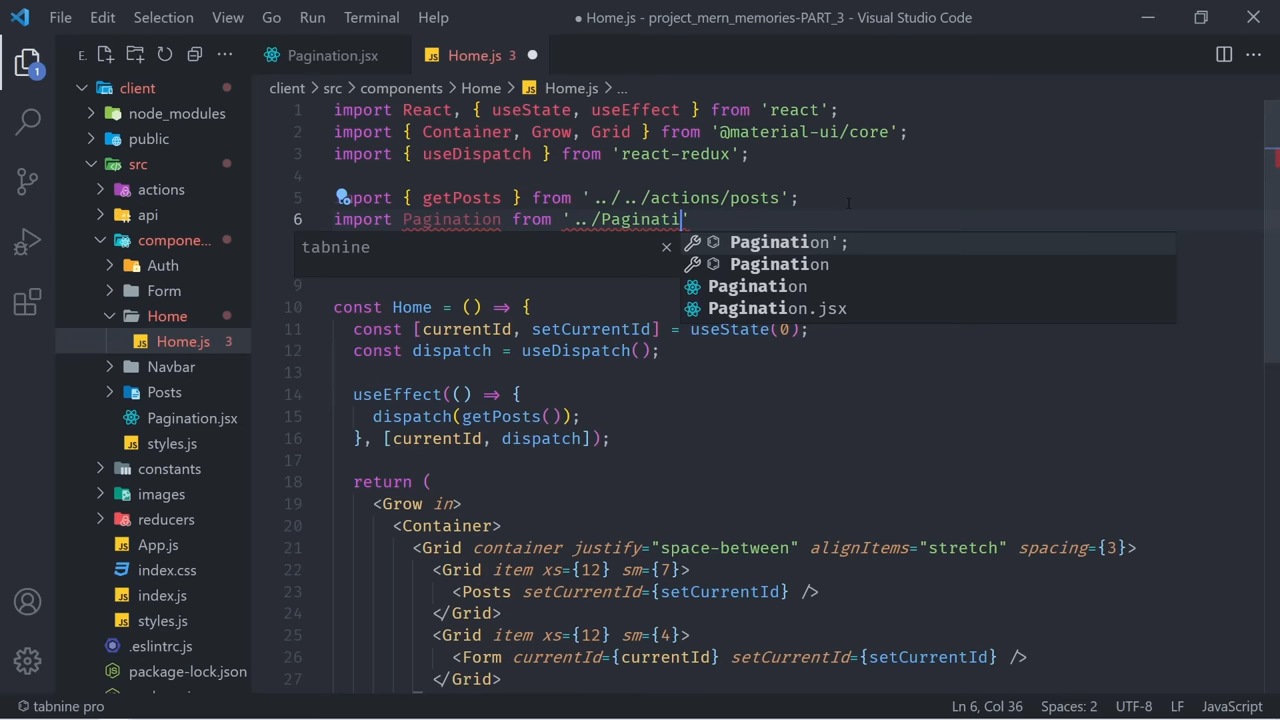 File Edit Selection View Go Run Terminal Help
● Home.js - project_mern_memories-PART_3 - Visual Studio Code
E.
Pagination.jsx
Home.js 3
client > src > components > Home > Home.js > ...
1
client
node_modules
public
src
actions
api
compone...
Auth
Form
Home
Home.js 3
Navbar
Posts
Pagination.jsx
styles.js
constants
images
reducers
App.js
index.css
index.js
styles.js
.eslintrc.js
package-lock.json
1 import React, { useState, useEffect } from 'react';
2 import { Container, Grow, Grid } from '@material-ui/core';
3 import { useDispatch } from 'react-redux';
4
5 import { getPosts } from '../../actions/posts';
6 import Pagination from '../Paginati'
tabnine
Pagination';
Pagination
Pagination
Pagination.jsx
9
10 const Home = () => {
11 const [currentId, setCurrentId] = useState(0);
12 const dispatch = useDispatch();
13
14 useEffect(() => {
15 dispatch(getPosts());
16 }, [currentId, dispatch]);
17
18 return (
19 <Grow in>
20 <Container>
21 <Grid container justify="space-between" alignItems="stretch" spacing={3}>
22 <Grid item xs={12} sm={7}>
23 <Posts setCurrentId={setCurrentId} />
24 </Grid>
25 <Grid item xs={12} sm={4}>
26 <Form currentId={currentId} setCurrentId={setCurrentId} />
27 </Grid>
tabnine pro
Ln 6, Col 36 Spaces: 2 UTF-8 LF JavaScript